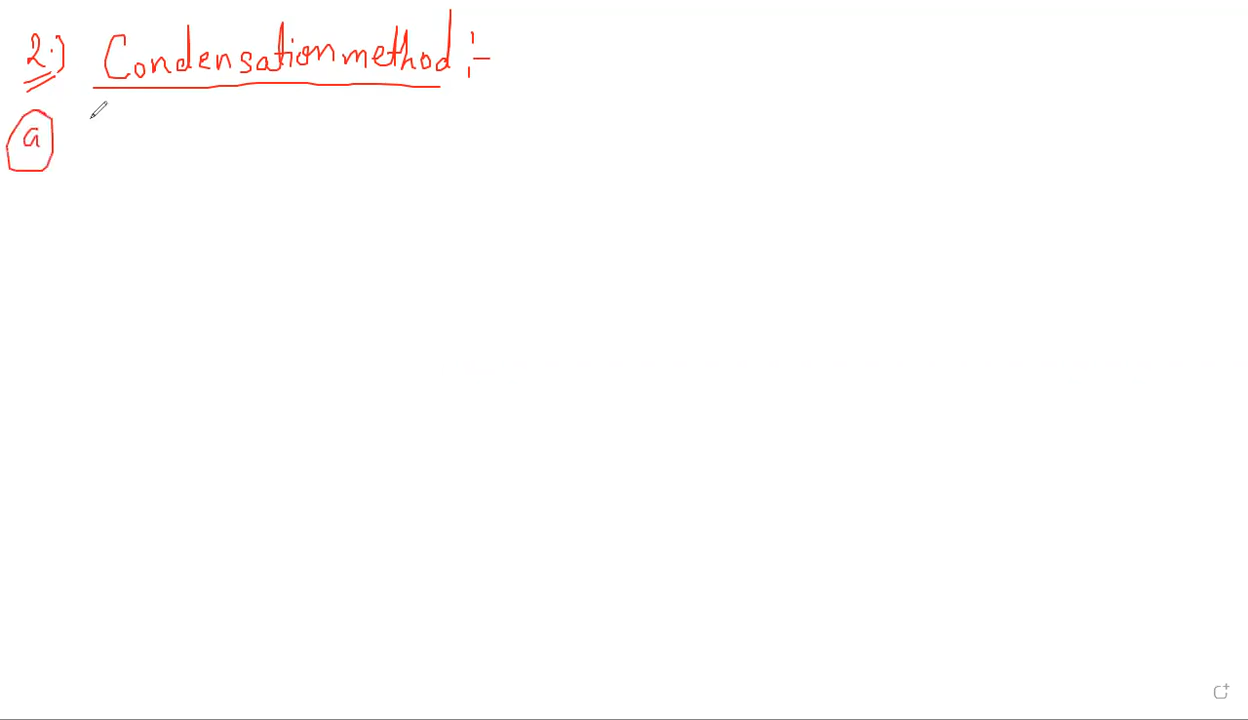 2.) Condensation method :-
a